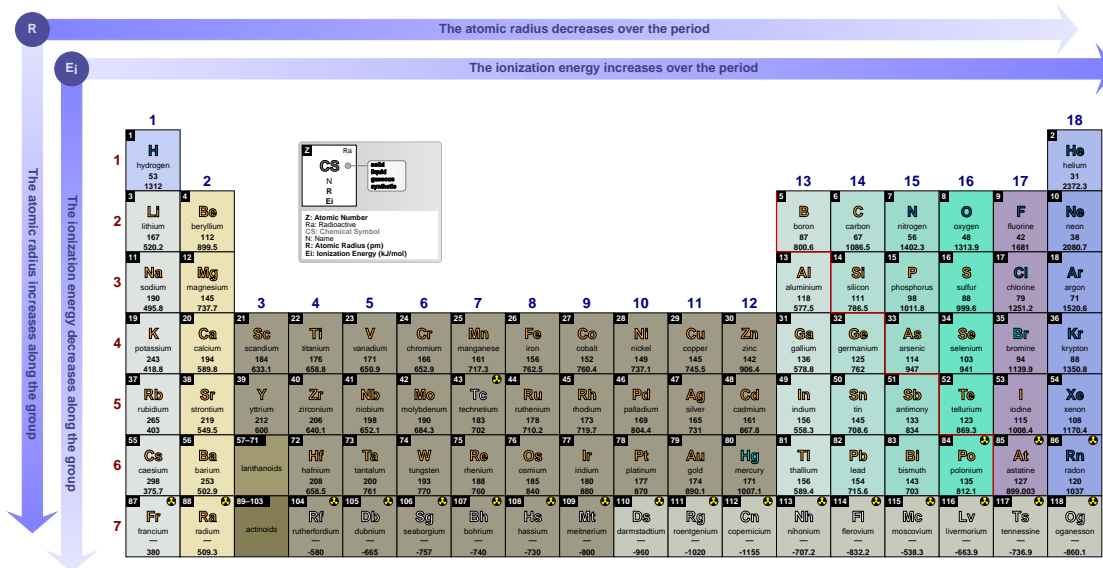 R
The atomic radius decreases over the period
Ei
The ionization energy increases over the period
The atomic radius increases along the group
The ionization energy decreases along the group
1 18
1 2
1 H He
hydrogen helium
53 31
1312 2372.3
Z Ra
CS
N
R
Ei
solid
liquid
gaseous
synthetic
Z: Atomic Number
Ra: Radioactive
CS: Chemical Symbol
N: Name
R: Atomic Radius (pm)
Ei: Ionization Energy (kJ/mol)
2 13 14 15 16 17
3 4 5 6 7 8 9 10
2 Li Be B C N O F Ne
lithium beryllium boron carbon nitrogen oxygen fluorine neon
167 112 87 67 56 48 42 38
520.2 899.5 800.6 1086.5 1402.3 1313.9 1681 2080.7
11 12 13 14 15 16 17 18
3 Na Mg Al Si P S Cl Ar
sodium magnesium aluminium silicon phosphorus sulfur chlorine argon
190 145 118 111 98 88 79 71
495.8 737.7 577.5 786.5 1011.8 999.6 1251.2 1520.6
3 4 5 6 7 8 9 10 11 12
19 20 21 22 23 24 25 26 27 28 29 30 31 32 33 34 35 36
4 K Ca Sc Ti V Cr Mn Fe Co Ni Cu Zn Ga Ge As Se Br Kr
potassium calcium scandium titanium vanadium chromium manganese iron cobalt nickel copper zinc gallium germanium arsenic selenium bromine krypton
243 194 184 176 171 166 161 156 152 149 145 142 136 125 114 103 94 88
418.8 589.8 633.1 658.8 650.9 652.9 717.3 762.5 760.4 737.1 745.5 906.4 578.8 762 947 941 1139.9 1350.8
37 38 39 40 41 42 43 44 45 46 47 48 49 50 51 52 53 54
5 Rb Sr Y Zr Nb Mo Tc Ru Rh Pd Ag Cd In Sn Sb Te I Xe
rubidium strontium yttrium zirconium niobium molybdenum technetium ruthenium rhodium palladium silver cadmium indium tin antimony tellurium iodine xenon
265 219 212 206 198 190 183 178 173 169 165 161 156 145 133 123 115 108
403 549.5 600 640.1 652.1 684.3 702 710.2 719.7 804.4 731 867.8 558.3 708.6 834 869.3 1008.4 1170.4
55 56 57–71 72 73 74 75 76 77 78 79 80 81 82 83 84 85 86
6 Cs Ba lanthanoids Hf Ta W Re Os Ir Pt Au Hg Tl Pb Bi Po At Rn
caesium barium hafnium tantalum tungsten rhenium osmium iridium platinum gold mercury thallium lead bismuth polonium astatine radon
298 253 208 200 193 188 185 180 177 174 171 156 154 143 135 127 120
375.7 502.9 658.5 761 770 760 840 880 870 890.1 1007.1 589.4 715.6 703 812.1 899.003 1037
87 88 89–103 104 105 106 107 108 109 110 111 112 113 114 115 116 117 118
7 Fr Ra actinoids Rf Db Sg Bh Hs Mt Ds Rg Cn Nh Fl Mc Lv Ts Og
francium radium rutherfordium dubnium seaborgium bohrium hassium meitnerium darmstadtium roentgenium copernicium nihonium flerovium moscovium livermorium tennessine oganesson
— — — — — — — — — — — — — — — — —
380 509.3 -580 -665 -757 -740 -730 -800 -960 -1020 -1155 -707.2 -832.2 -538.3 -663.9 -736.9 -860.1